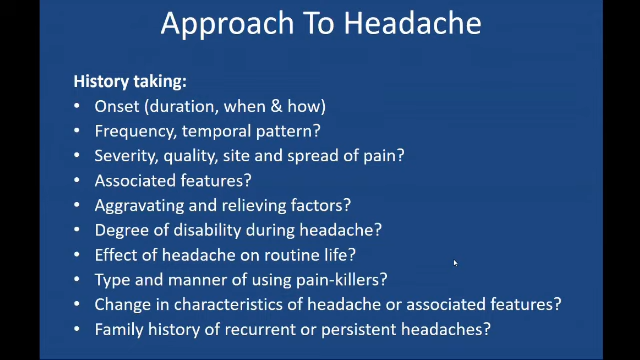 Approach To Headache
History taking:
• Onset (duration, when & how)
• Frequency, temporal pattern?
• Severity, quality, site and spread of pain?
• Associated features?
• Aggravating and relieving factors?
• Degree of disability during headache?
• Effect of headache on routine life?
• Type and manner of using pain-killers?
• Change in characteristics of headache or associated features?
• Family history of recurrent or persistent headaches?